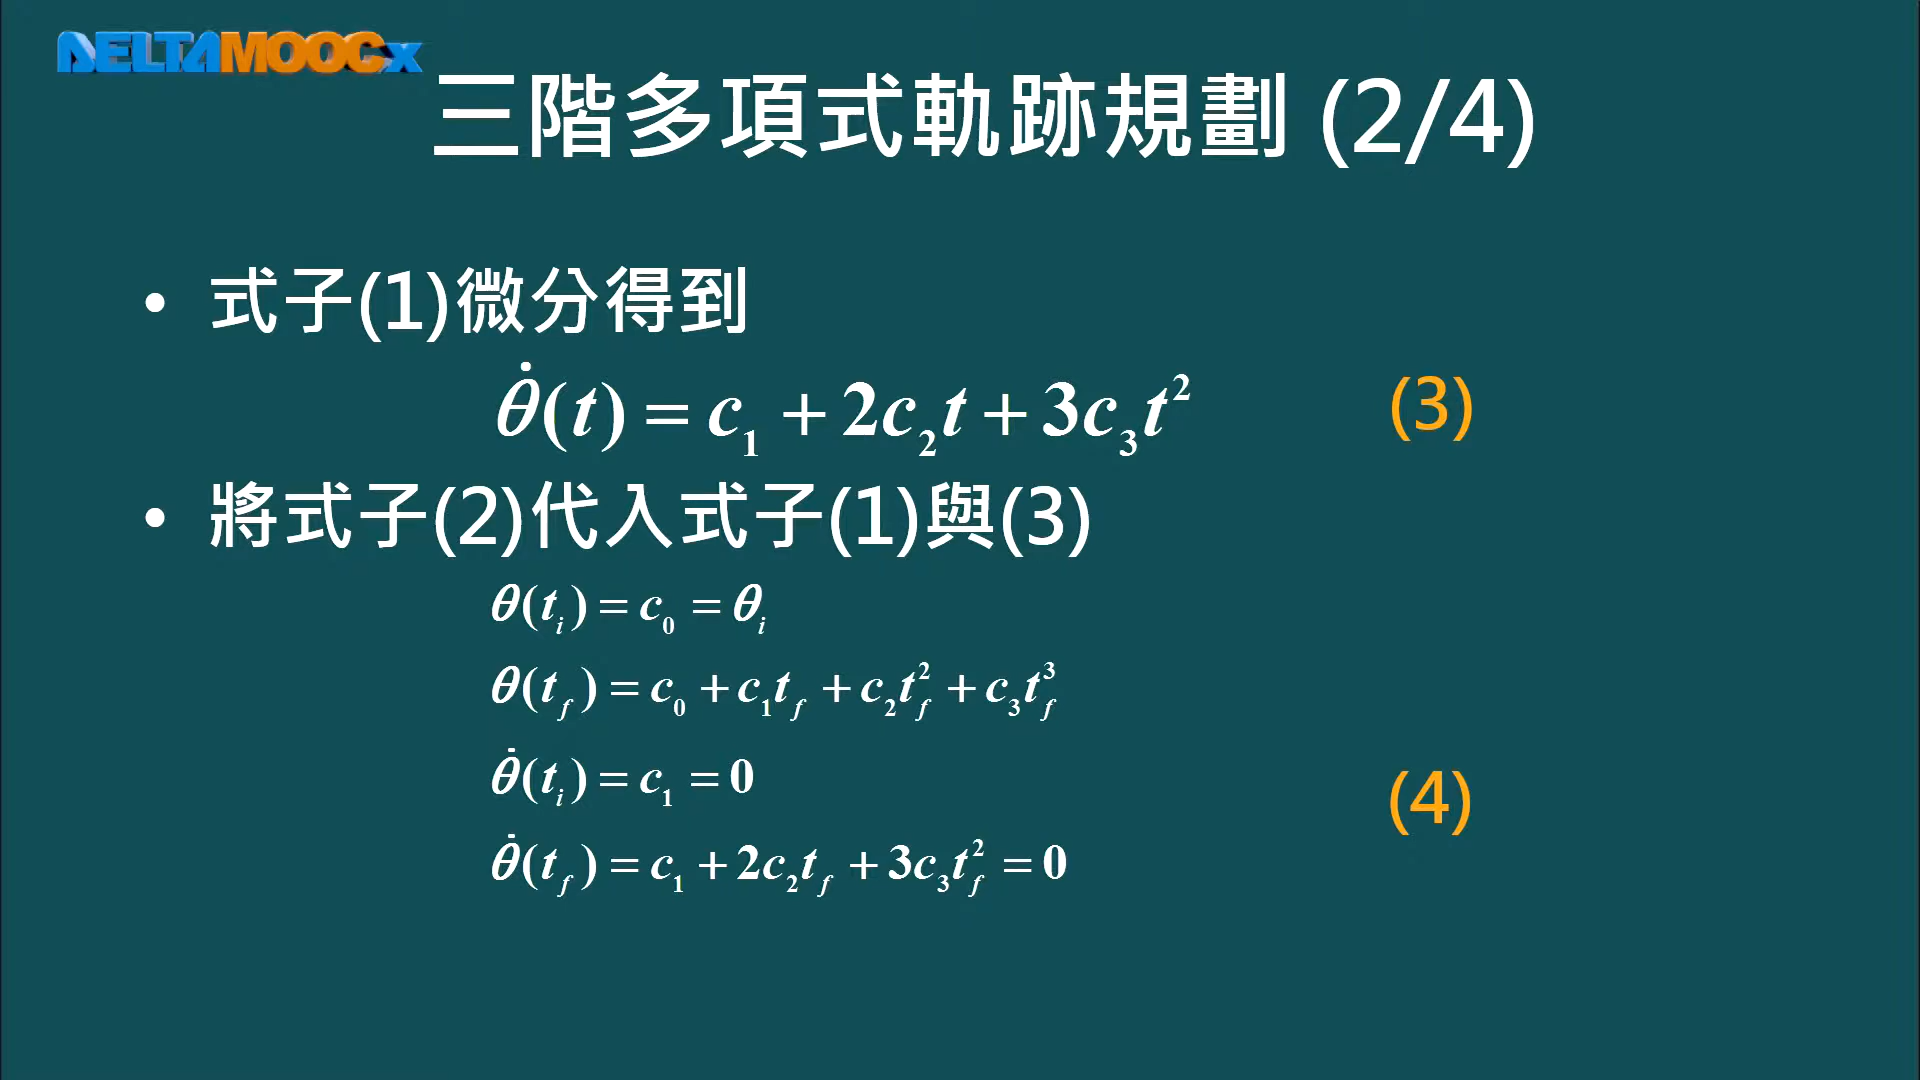 DELTAMOOCx
三階多項式軌跡規劃 (2/4)
• 式子(1)微分得到
θ̇(t) = c₁ + 2c₂t + 3c₃t² (3)
• 將式子(2)代入式子(1)與(3)
θ(tᵢ) = c₀ = θᵢ
θ(t_f) = c₀ + c₁t_f + c₂t_f² + c₃t_f³
θ̇(tᵢ) = c₁ = 0
(4)
θ̇(t_f) = c₁ + 2c₂t_f + 3c₃t_f² = 0